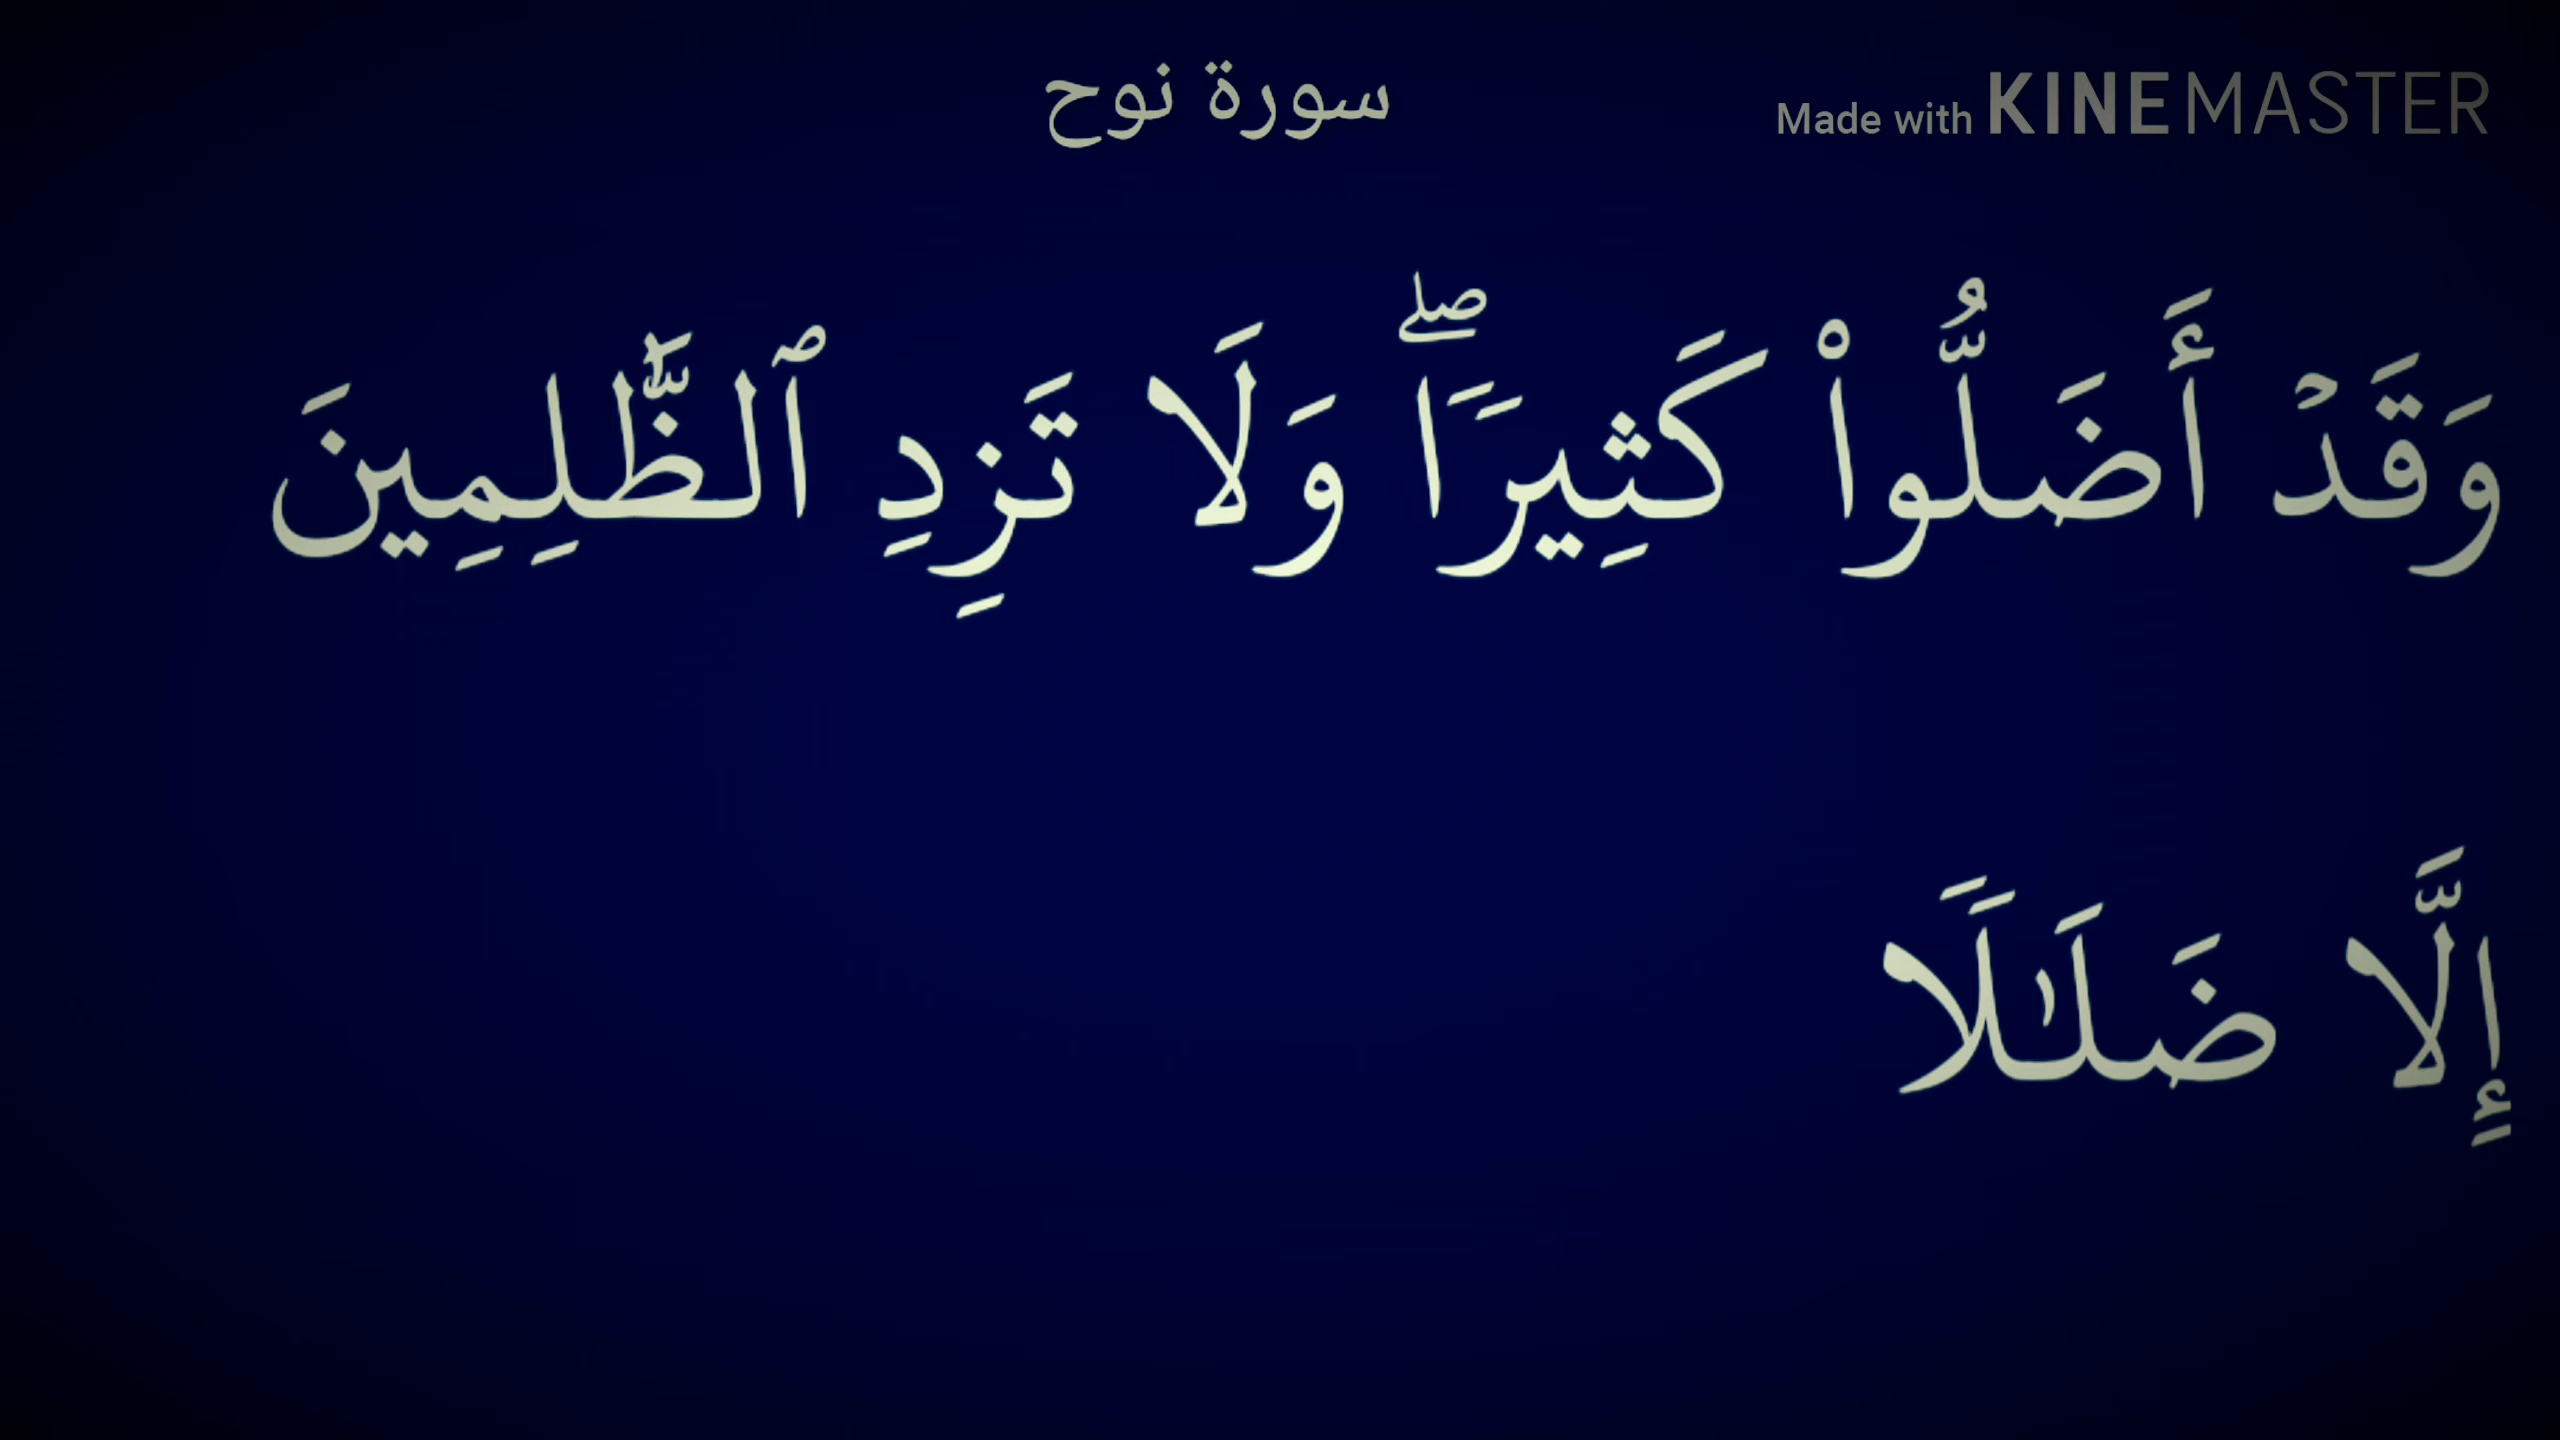 سورة نوح
Made with KINEMASTER
وَقَدۡ أَضَلُّواْ كَثِيرٗاۖ وَلَا تَزِدِ ٱلظَّٰلِمِينَ
إِلَّا ضَلَٰلٗا